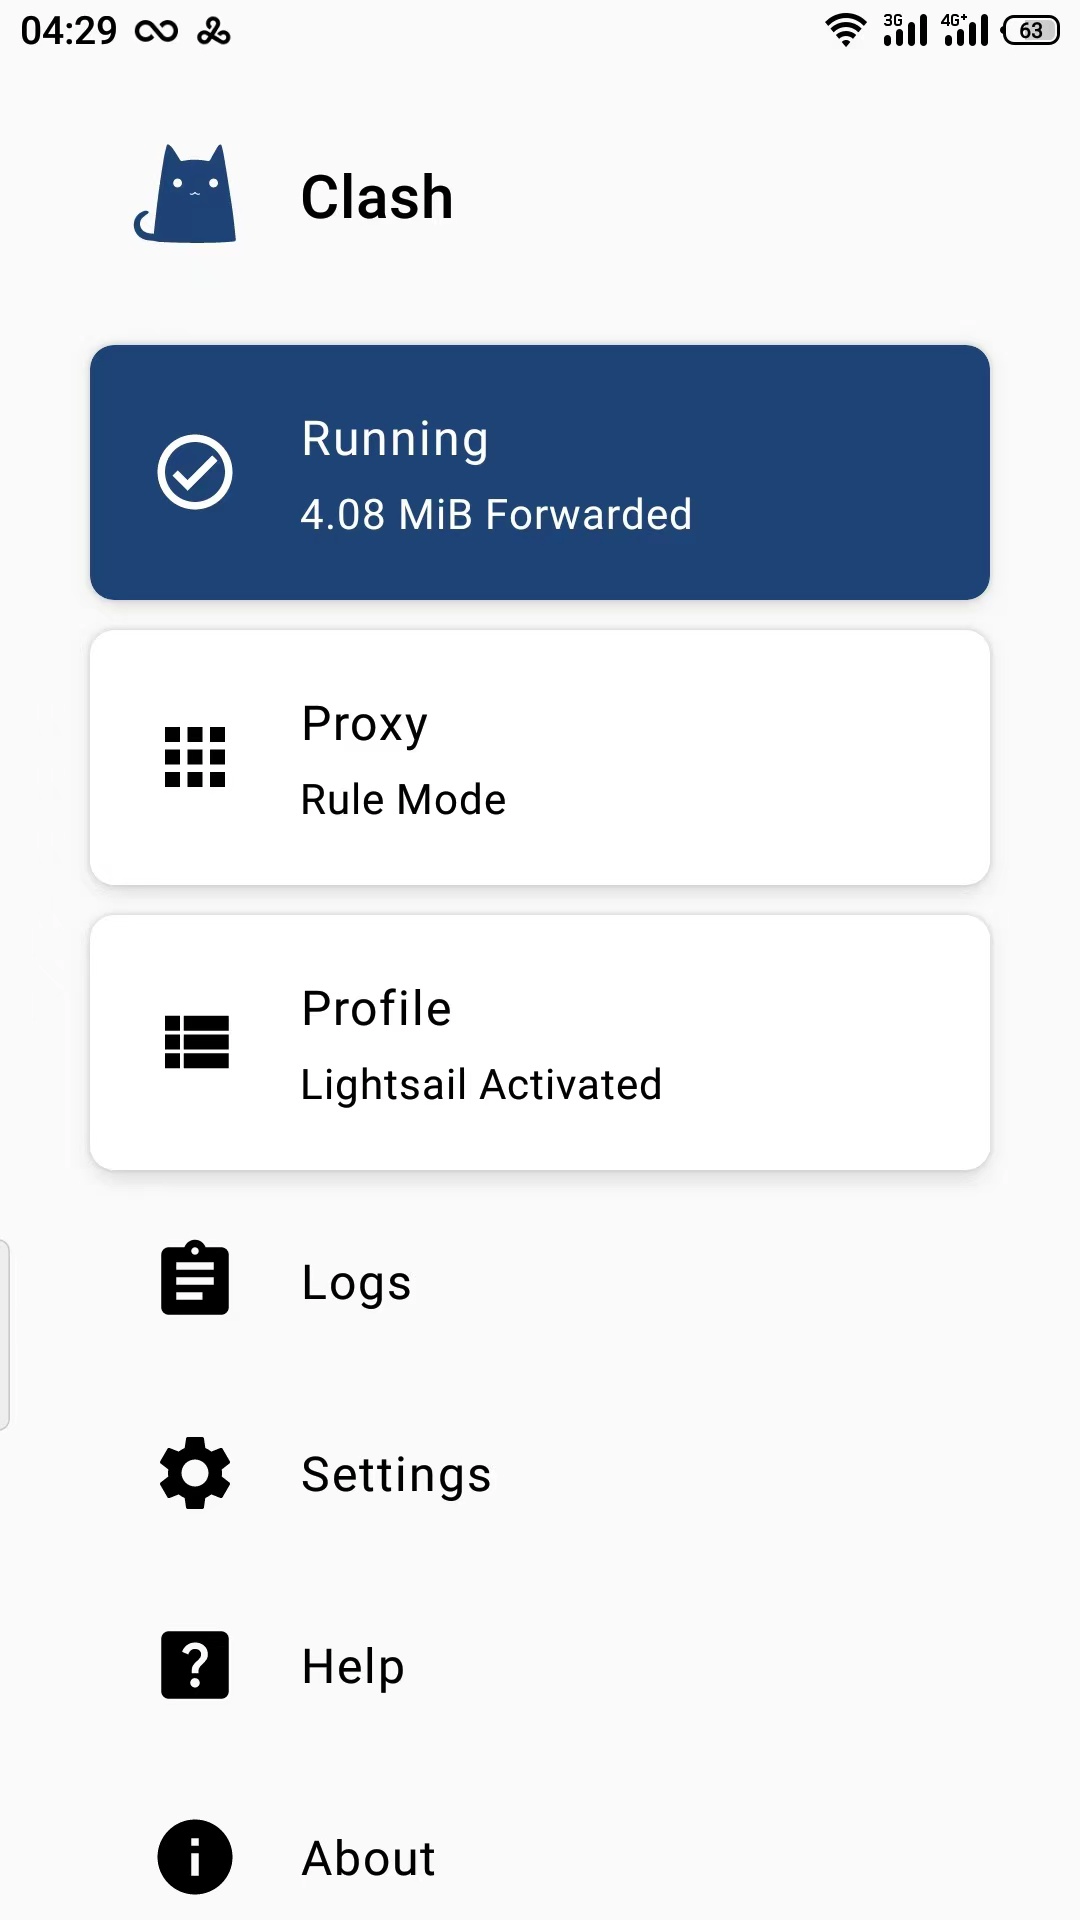 04:29 3G 4G+ 63
Clash
Running
4.08 MiB Forwarded
Proxy
Rule Mode
Profile
Lightsail Activated
Logs
Settings
Help
About